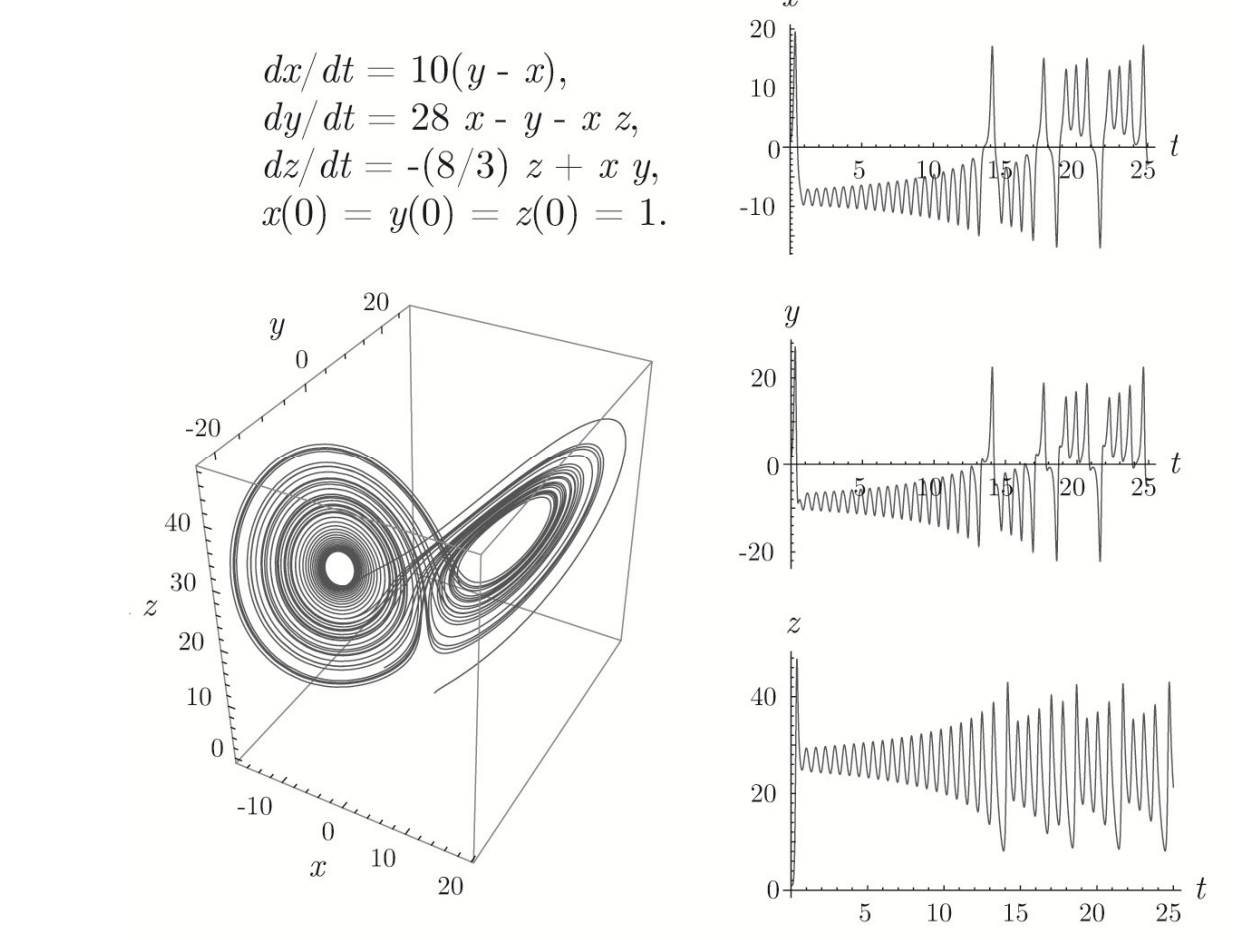 dx/dt = 10(y - x),
dy/dt = 28 x - y - x z,
dz/dt = -(8/3) z + x y,
x(0) = y(0) = z(0) = 1.
20
y
0
-20
40
30
z
20
10
0
-10
0
10
x
20
x
20
10
0
5 10 15 20 25 t
-10
y
20
0
5 10 15 20 25 t
-20
z
40
20
0
t
5 10 15 20 25